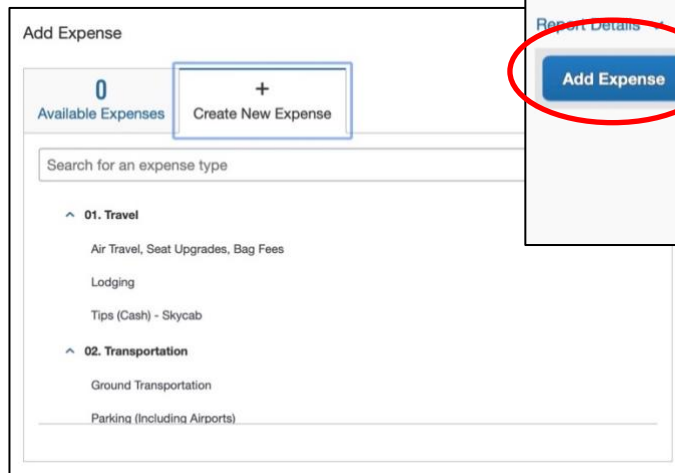 Add Expense
0
Available Expenses
+
Create New Expense
Search for an expense type
01. Travel
Air Travel, Seat Upgrades, Bag Fees
Lodging
Tips (Cash) - Skycab
02. Transportation
Ground Transportation
Parking (Including Airports)
Report Details
Add Expense